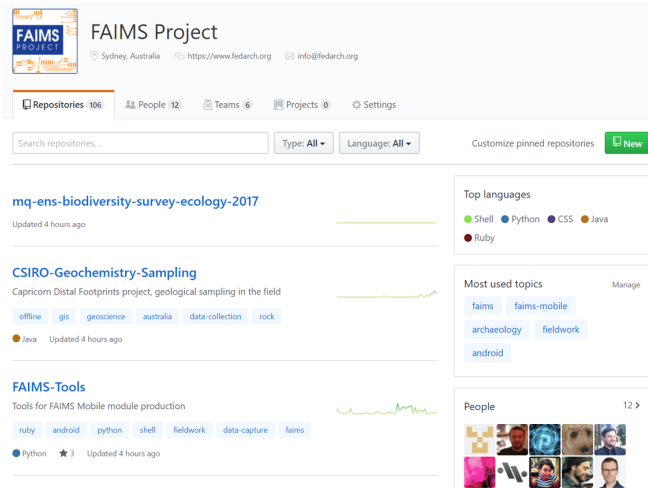 FAIMS
PROJECT
FAIMS Project
Sydney, Australia https://www.fedarch.org info@fedarch.org
Repositories 106 People 12 Teams 6 Projects 0 Settings
Search repositories... Type: All Language: All Customize pinned repositories New
mq-ens-biodiversity-survey-ecology-2017
Updated 4 hours ago
Top languages
Shell Python CSS Java
Ruby
CSIRO-Geochemistry-Sampling
Capricorn Distal Footprints project, geological sampling in the field
offline gis geoscience australia data-collection rock
Java Updated 4 hours ago
Most used topics Manage
faims faims-mobile
archaeology fieldwork
android
FAIMS-Tools
Tools for FAIMS Mobile module production
ruby android python shell fieldwork data-capture faims
Python 3 Updated 4 hours ago
People 12